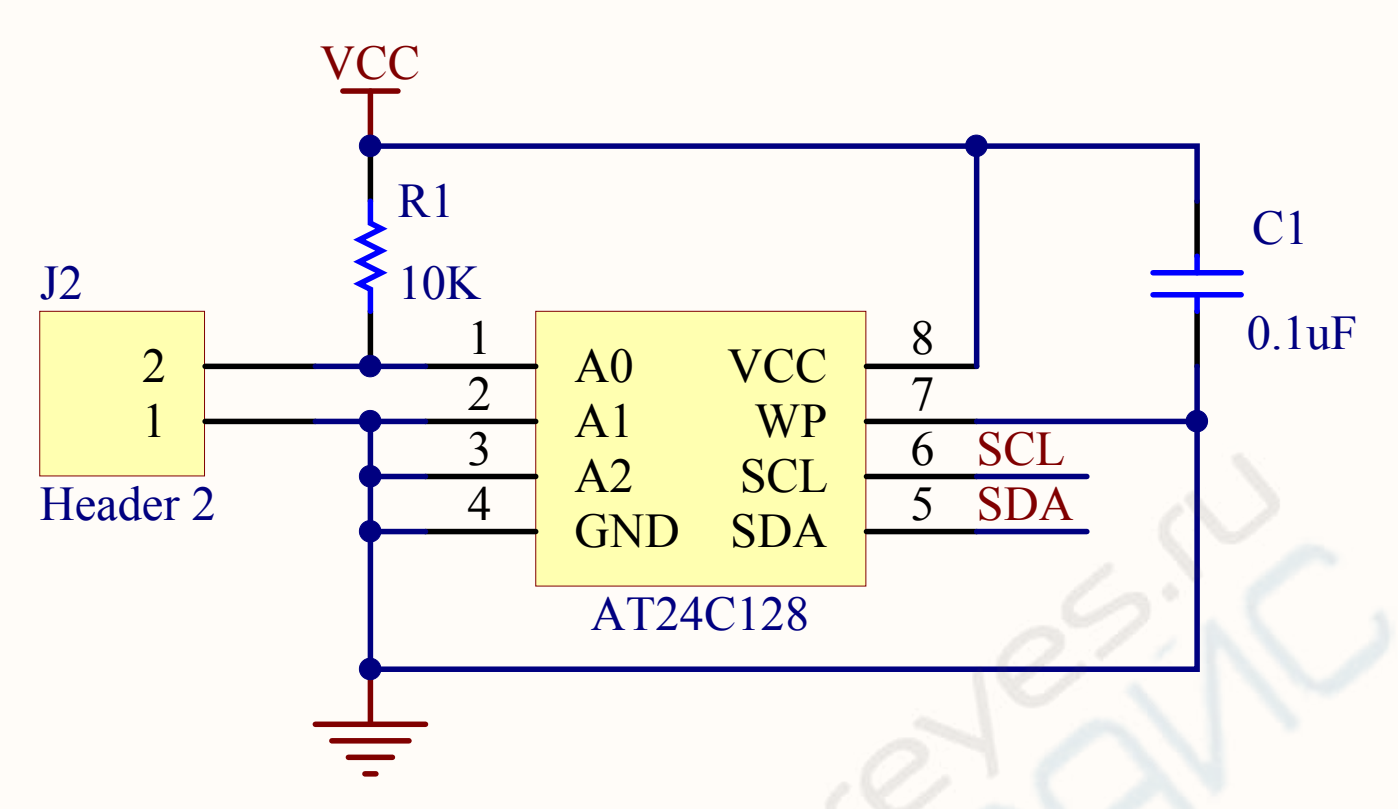 VCC
R1
10K
J2
2
1
Header 2
1
2
3
4
A0
A1
A2
GND
VCC
WP
SCL
SDA
8
7
6
5
SCL
SDA
AT24C128
C1
0.1uF